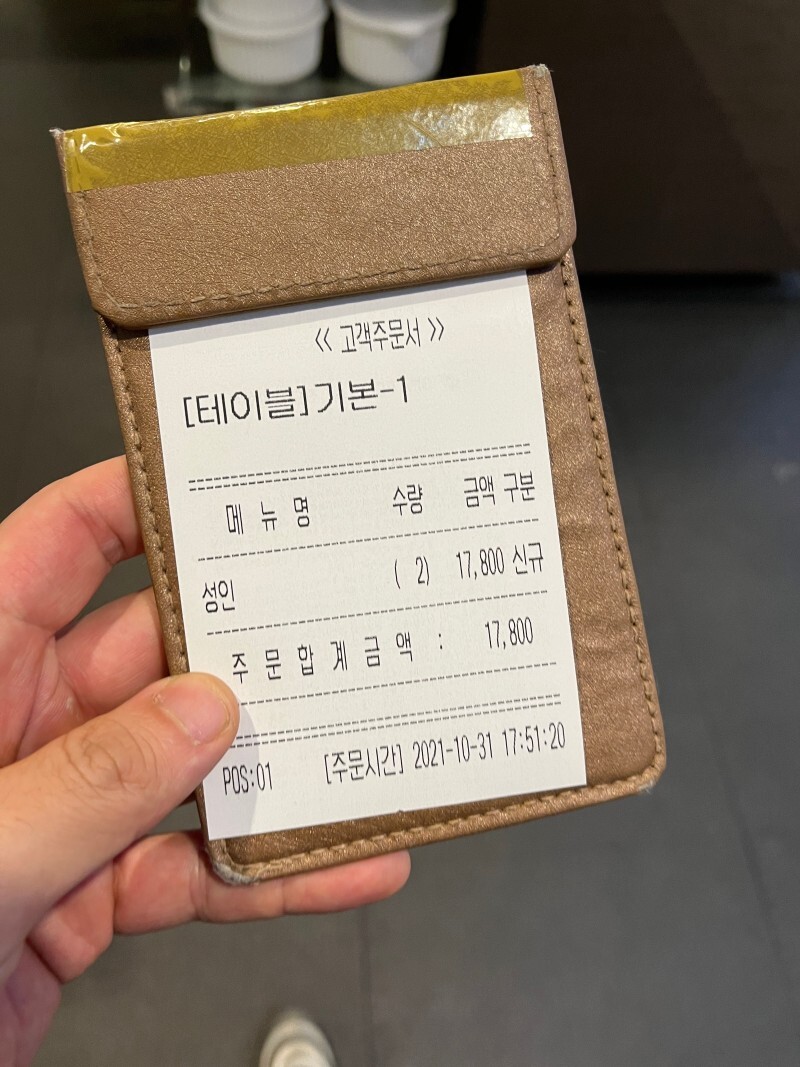 << 고객주문서 >>
[테이블]기본-1
메 뉴 명 수량 금액 구분
성인 ( 2) 17,800 신규
주 문 합 계 금 액 : 17,800
POS:01 [주문시간] 2021-10-31 17:51:20